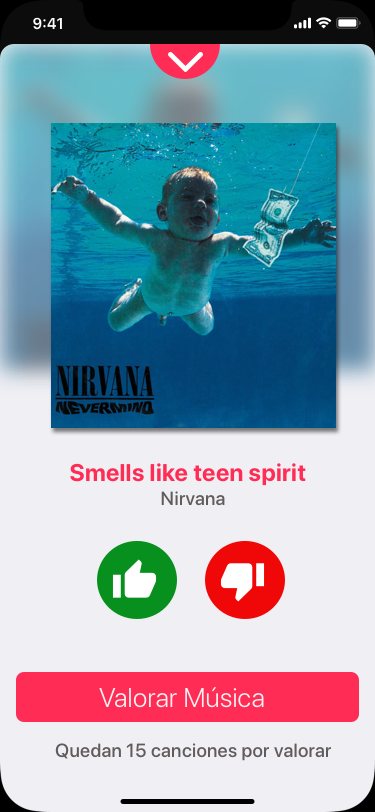 9:41
NIRVANA
NEVERMIND
Smells like teen spirit
Nirvana
Valorar Música
Quedan 15 canciones por valorar